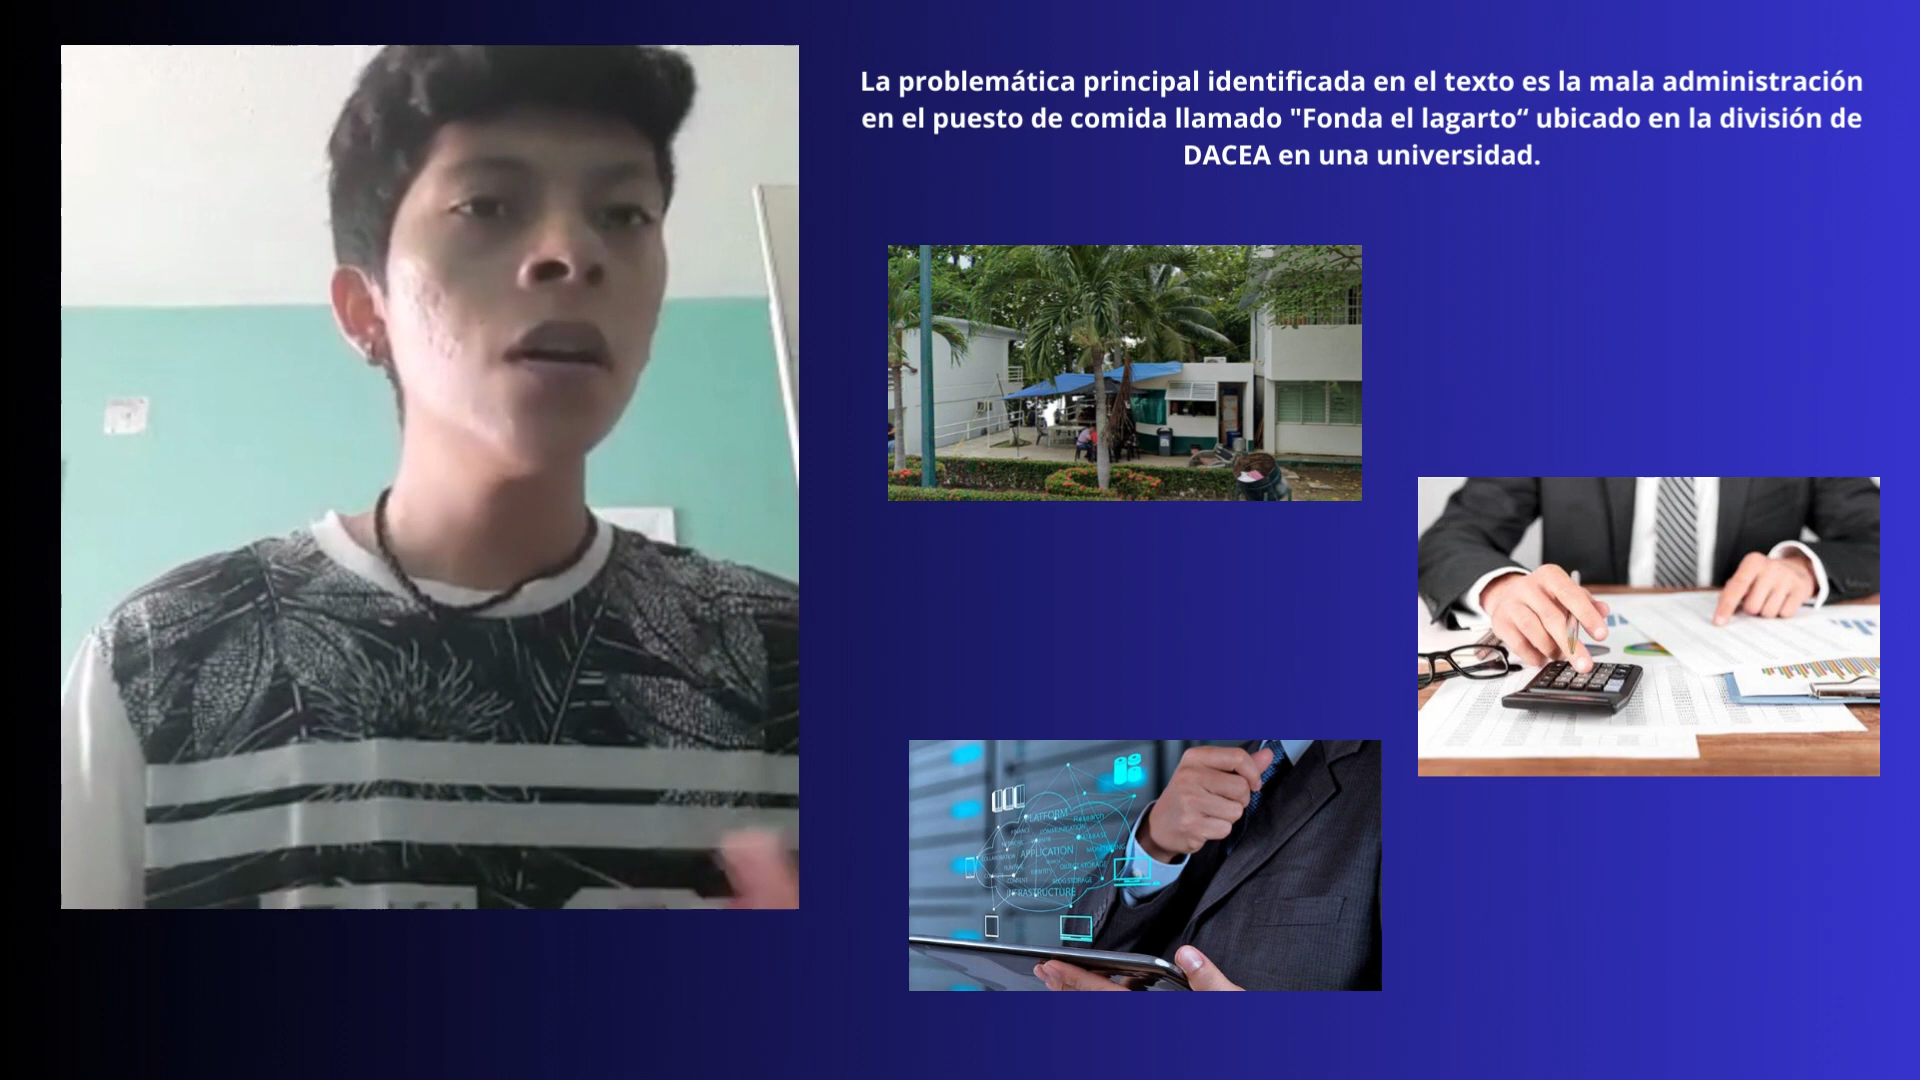 La problemática principal identificada en el texto es la mala administración
en el puesto de comida llamado "Fonda el lagarto“ ubicado en la división de
DACEA en una universidad.
PLATFORM
Research
APPLICATION
INFRASTRUCTURE